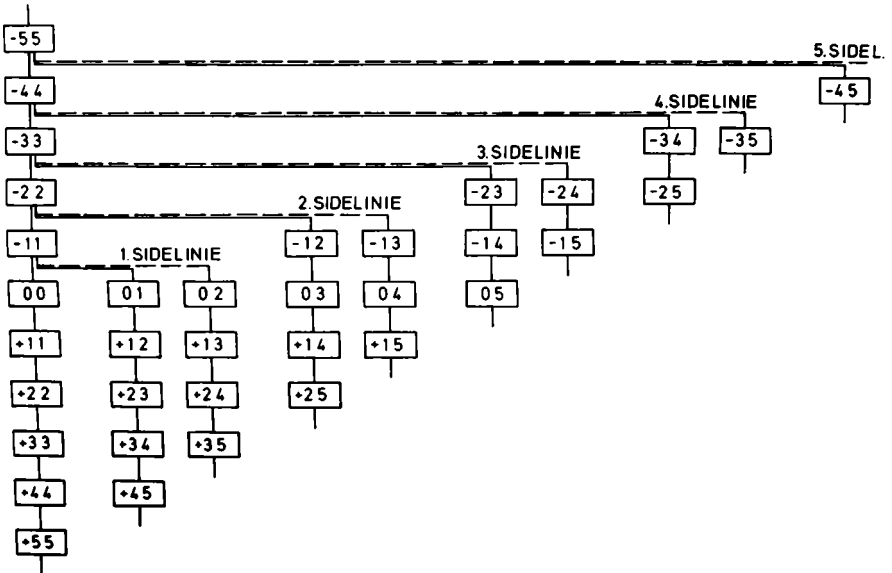 -55
5.SIDEL.
-44 -45
4.SIDELINIE
-33 -34 -35
3.SIDELINIE
-22 -23 -24 -25
2.SIDELINIE
-11 -12 -13 -14 -15
1.SIDELINIE
00 01 02 03 04 05
+11 +12 +13 +14 +15
+22 +23 +24 +25
+33 +34 +35
+44 +45
+55